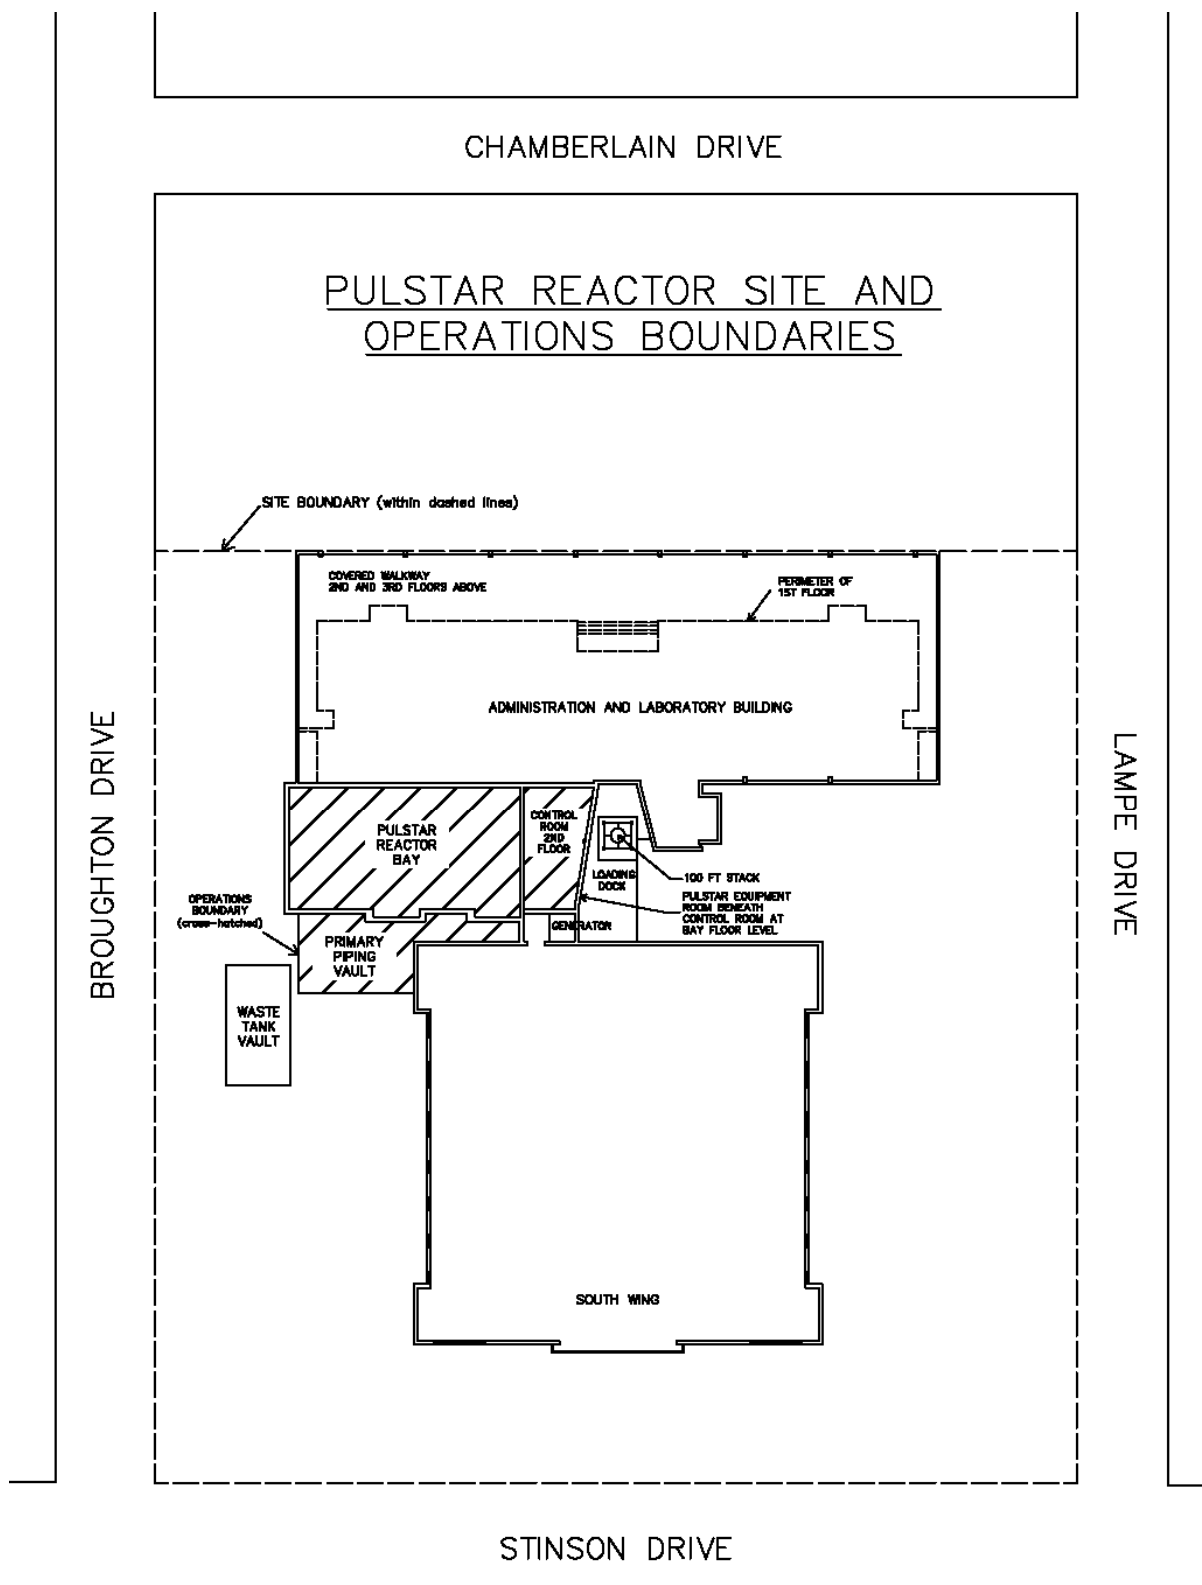 CHAMBERLAIN DRIVE
PULSTAR REACTOR SITE AND
OPERATIONS BOUNDARIES
SITE BOUNDARY (within dashed lines)
COVERED WALKWAY
2ND AND 3RD FLOORS ABOVE
PERIMETER OF
1ST FLOOR
ADMINISTRATION AND LABORATORY BUILDING
BROUGHTON DRIVE
LAMPE DRIVE
PULSTAR
REACTOR
BAY
CONTROL
ROOM
2ND
FLOOR
LOADING
DOCK
100 FT STACK
PULSTAR EQUIPMENT
ROOM BENEATH
CONTROL ROOM AT
BAY FLOOR LEVEL
OPERATIONS
BOUNDARY
(cross-hatched)
GENERATOR
PRIMARY
PIPING
VAULT
WASTE
TANK
VAULT
SOUTH WING
STINSON DRIVE